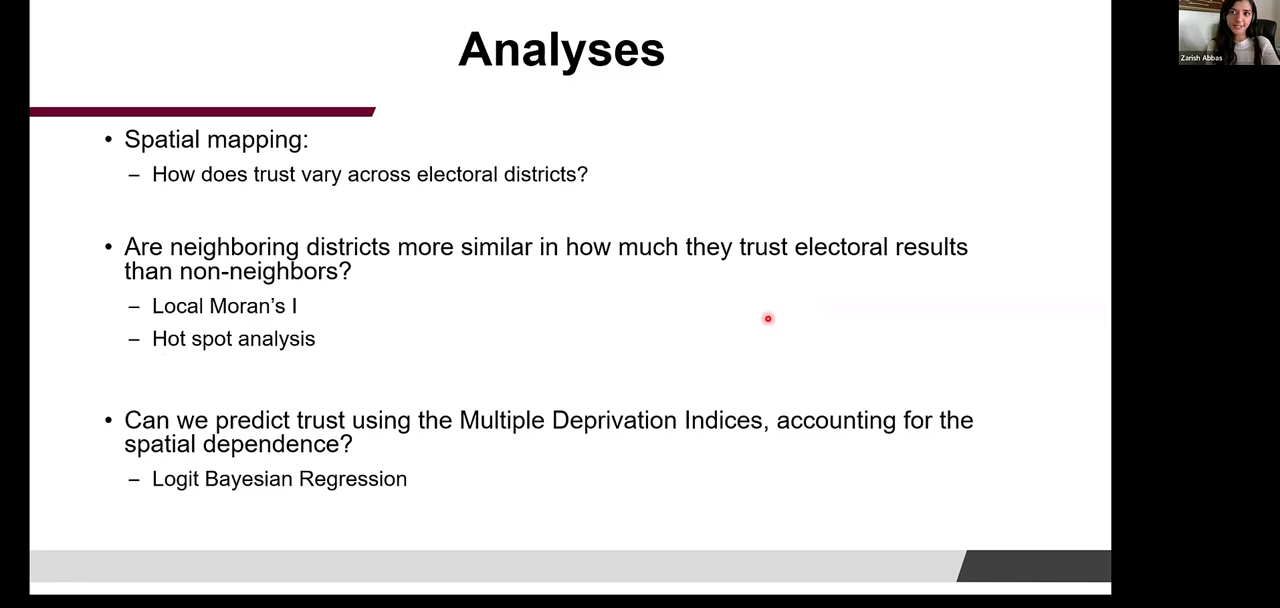 Analyses
Zarish Abbas
• Spatial mapping:
– How does trust vary across electoral districts?
• Are neighboring districts more similar in how much they trust electoral results
than non-neighbors?
– Local Moran’s I
– Hot spot analysis
• Can we predict trust using the Multiple Deprivation Indices, accounting for the
spatial dependence?
– Logit Bayesian Regression